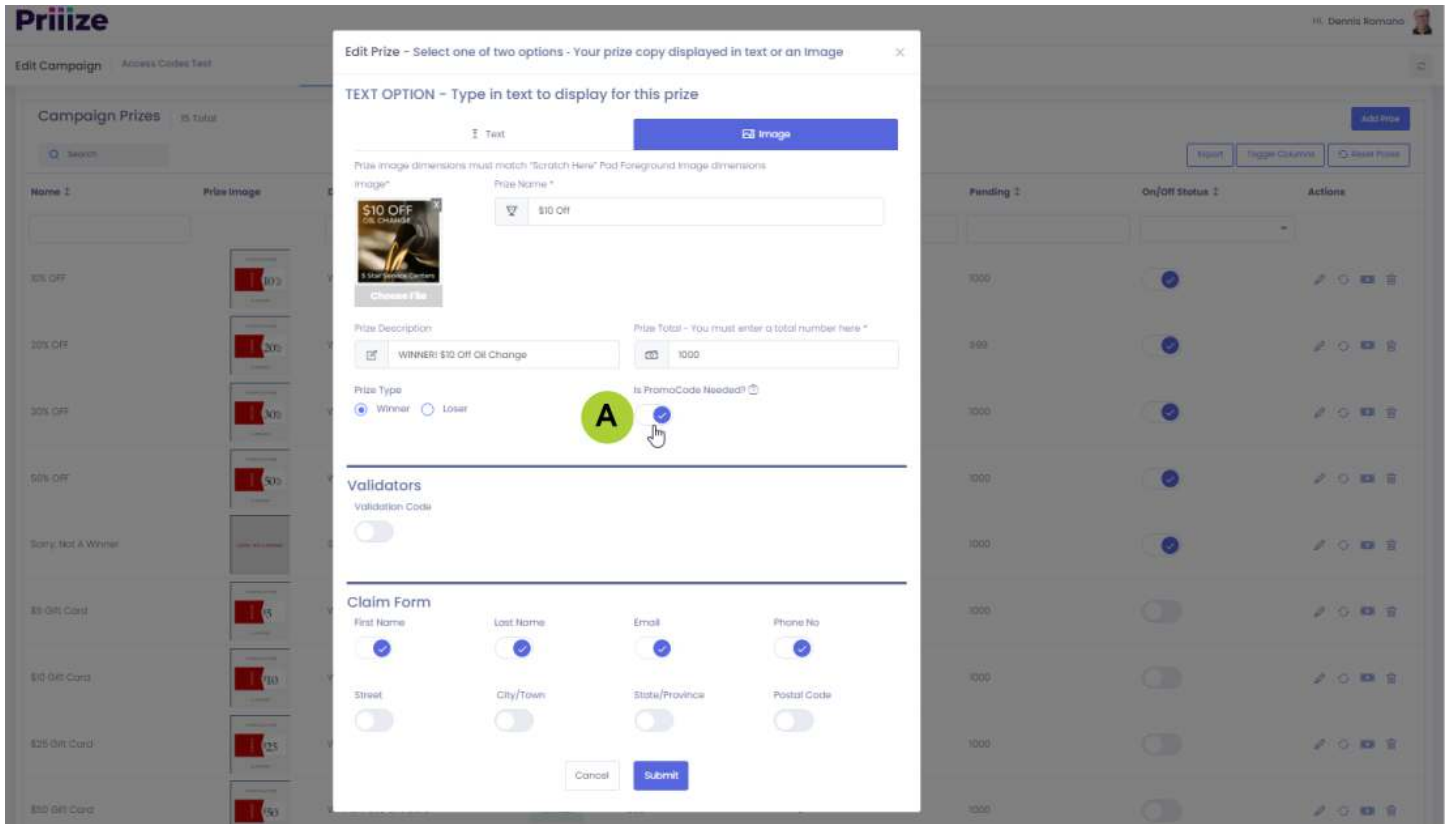 Priiize
Hi, Dennis Romano
Edit Campaign
Access Codes Test
Edit Prize - Select one of two options - Your prize copy displayed in text or an Image
TEXT OPTION - Type in text to display for this prize
Text
Image
Prize image dimensions must match "Scratch Here" Pad Foreground Image dimensions
Image*
Prize Name *
$10 OFF
OIL CHANGE
5 Star Service Centers
X
$10 Off
Choose File
Prize Description
Prize Total - You must enter a total number here *
WINNER! $10 Off Oil Change
1000
Prize Type
Is PromoCode Needed?
Winner
Loser
A
Validators
Validation Code
Claim Form
First Name
Last Name
Email
Phone No
Street
City/Town
State/Province
Postal Code
Cancel
Submit
Campaign Prizes
15 Total
Add Prize
Search
Export
Toggle Columns
Reset Prizes
Name
Prize Image
Pending
On/Off Status
Actions
10% OFF
1000
20% OFF
999
30% OFF
1000
50% OFF
1000
Sorry, Not A Winner
1000
$5 Gift Card
1000
$10 Gift Card
1000
$25 Gift Card
1000
$50 Gift Card
1000